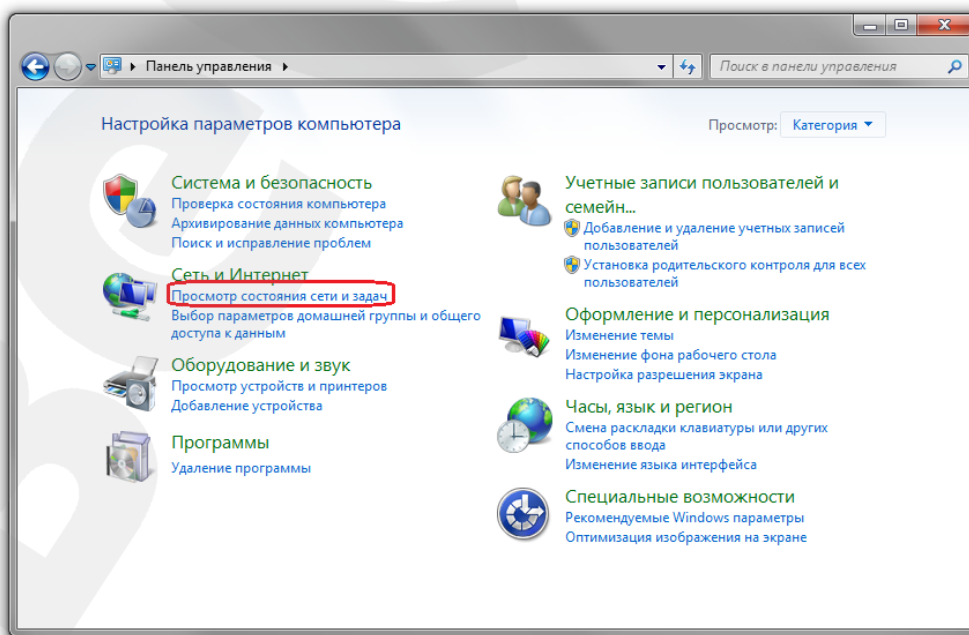 Панель управления
Поиск в панели управления
Настройка параметров компьютера
Просмотр: Категория
Система и безопасность
Проверка состояния компьютера
Архивирование данных компьютера
Поиск и исправление проблем
Сеть и Интернет
Просмотр состояния сети и задач
Выбор параметров домашней группы и общего
доступа к данным
Оборудование и звук
Просмотр устройств и принтеров
Добавление устройства
Программы
Удаление программы
Учетные записи пользователей и
семейн...
Добавление и удаление учетных записей
пользователей
Установка родительского контроля для всех
пользователей
Оформление и персонализация
Изменение темы
Изменение фона рабочего стола
Настройка разрешения экрана
Часы, язык и регион
Смена раскладки клавиатуры или других
способов ввода
Изменение языка интерфейса
Специальные возможности
Рекомендуемые Windows параметры
Оптимизация изображения на экране